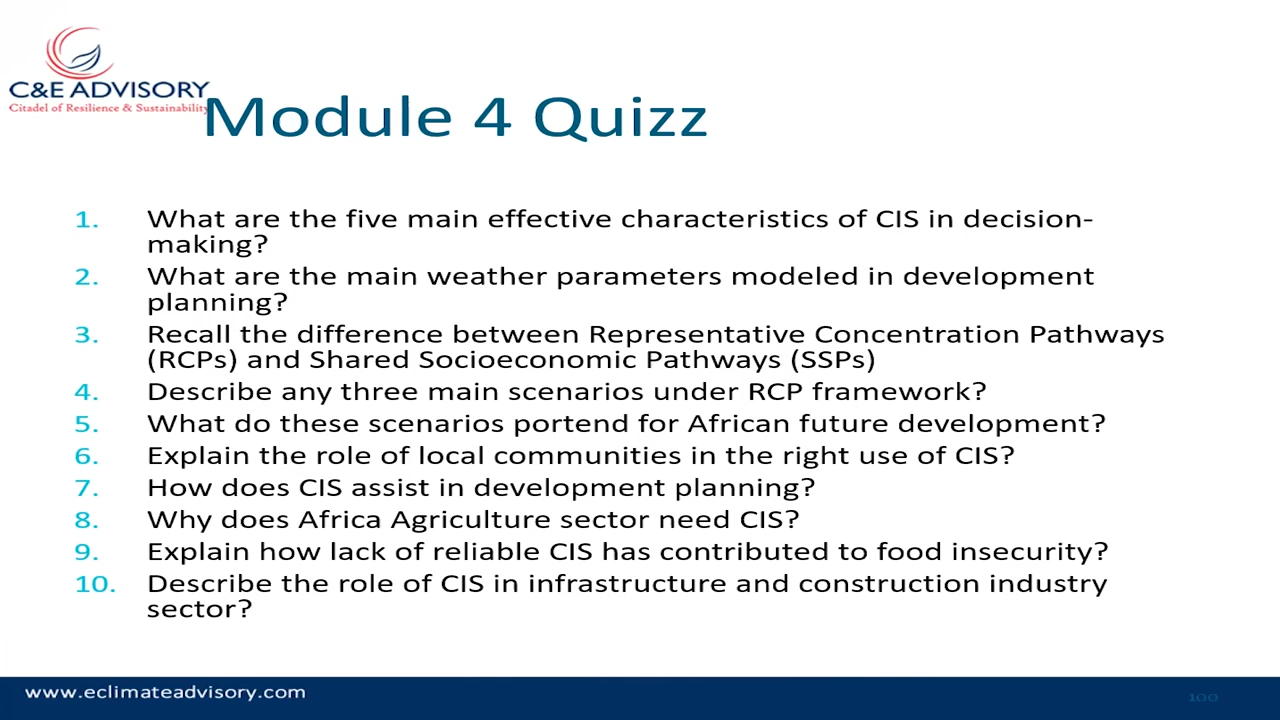 C&E ADVISORY
Citadel of Resilience & Sustainability
Module 4 Quizz
1. What are the five main effective characteristics of CIS in decision-
making?
2. What are the main weather parameters modeled in development
planning?
3. Recall the difference between Representative Concentration Pathways
(RCPs) and Shared Socioeconomic Pathways (SSPs)
4. Describe any three main scenarios under RCP framework?
5. What do these scenarios portend for African future development?
6. Explain the role of local communities in the right use of CIS?
7. How does CIS assist in development planning?
8. Why does Africa Agriculture sector need CIS?
9. Explain how lack of reliable CIS has contributed to food insecurity?
10. Describe the role of CIS in infrastructure and construction industry
sector?
www.eclimateadvisory.com
100